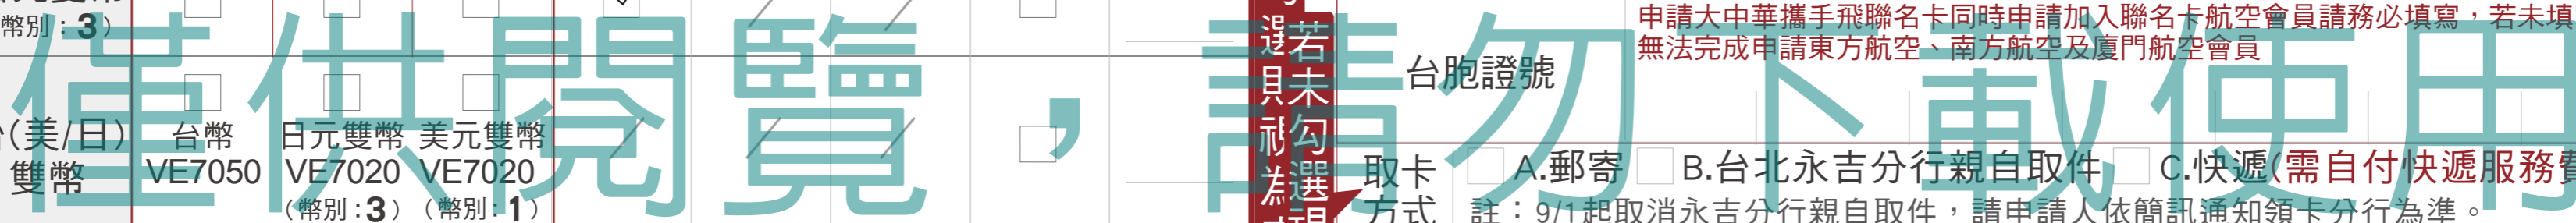 (幣別:3)
(美/日)
雙幣
台幣 日元雙幣 美元雙幣
VE7050 VE7020 VE7020
(幣別:3) (幣別:1)
若未勾選
台胞證號
申請大中華攜手飛聯名卡同時申請加入聯名卡航空會員請務必填寫,若未填
無法完成申請東方航空、南方航空及廈門航空會員
取卡
方式
A.郵寄 B.台北永吉分行親自取件 C.快遞(需自付快遞服務費
註:9/1起取消永吉分行親自取件,請申請人依簡訊通知領卡分行為準。
僅供閱覽,請勿下載使用